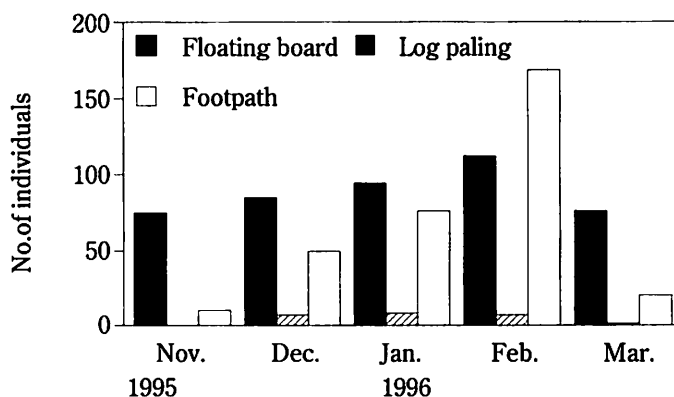 200
Floating board Log paling
150
Footpath
100
50
0
No.of individuals
Nov. Dec. Jan. Feb. Mar.
1995 1996